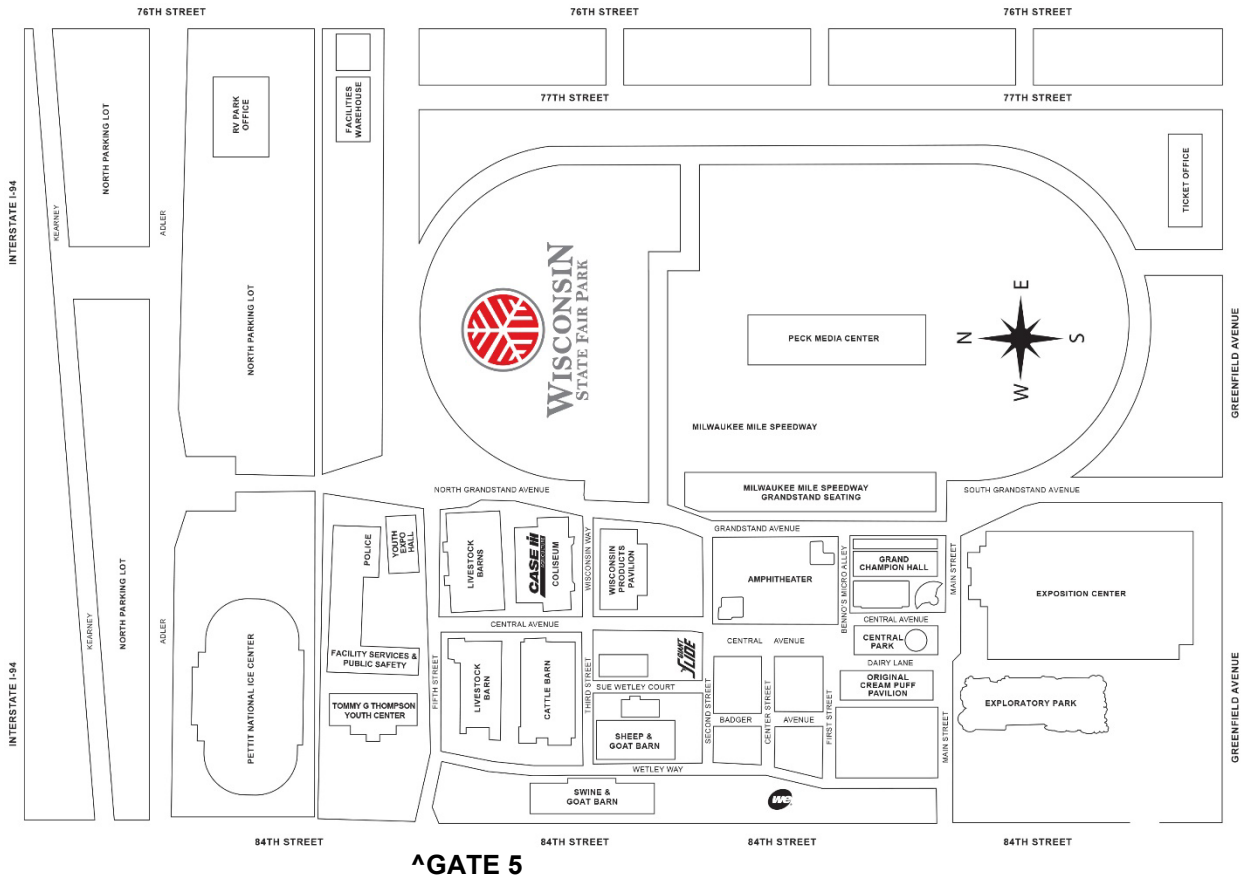 76TH STREET
76TH STREET
76TH STREET
77TH STREET
77TH STREET
INTERSTATE I-94
KEARNEY
NORTH PARKING LOT
ADLER
RV PARK
OFFICE
FACILITIES
WAREHOUSE
TICKET OFFICE
NORTH PARKING LOT
WISCONSIN
STATE FAIR PARK
PECK MEDIA CENTER
N
E
S
W
GREENFIELD AVENUE
MILWAUKEE MILE SPEEDWAY
MILWAUKEE MILE SPEEDWAY
GRANDSTAND SEATING
NORTH GRANDSTAND AVENUE
SOUTH GRANDSTAND AVENUE
GRANDSTAND AVENUE
INTERSTATE I-94
KEARNEY
NORTH PARKING LOT
ADLER
PETTIT NATIONAL ICE CENTER
POLICE
YOUTH
EXPO
HALL
FACILITY SERVICES &
PUBLIC SAFETY
TOMMY G THOMPSON
YOUTH CENTER
FIFTH STREET
LIVESTOCK
BARNS
CASE IH
COLISEUM
WISCONSIN WAY
WISCONSIN
PRODUCTS
PAVILION
AMPHITHEATER
BENNO'S MICRO ALLEY
GRAND
CHAMPION HALL
MAIN STREET
EXPOSITION CENTER
CENTRAL AVENUE
CENTRAL AVENUE
CENTRAL AVENUE
CENTRAL
PARK
DAIRY LANE
ORIGINAL
CREAM PUFF
PAVILION
LIVESTOCK
BARN
CATTLE BARN
THIRD STREET
GIANT
SLIDE
SUE WETLEY COURT
SHEEP &
GOAT BARN
SECOND STREET
BADGER AVENUE
CENTER STREET
FIRST STREET
MAIN STREET
EXPLORATORY PARK
GREENFIELD AVENUE
WETLEY WAY
SWINE &
GOAT BARN
we
84TH STREET
84TH STREET
84TH STREET
84TH STREET
^GATE 5